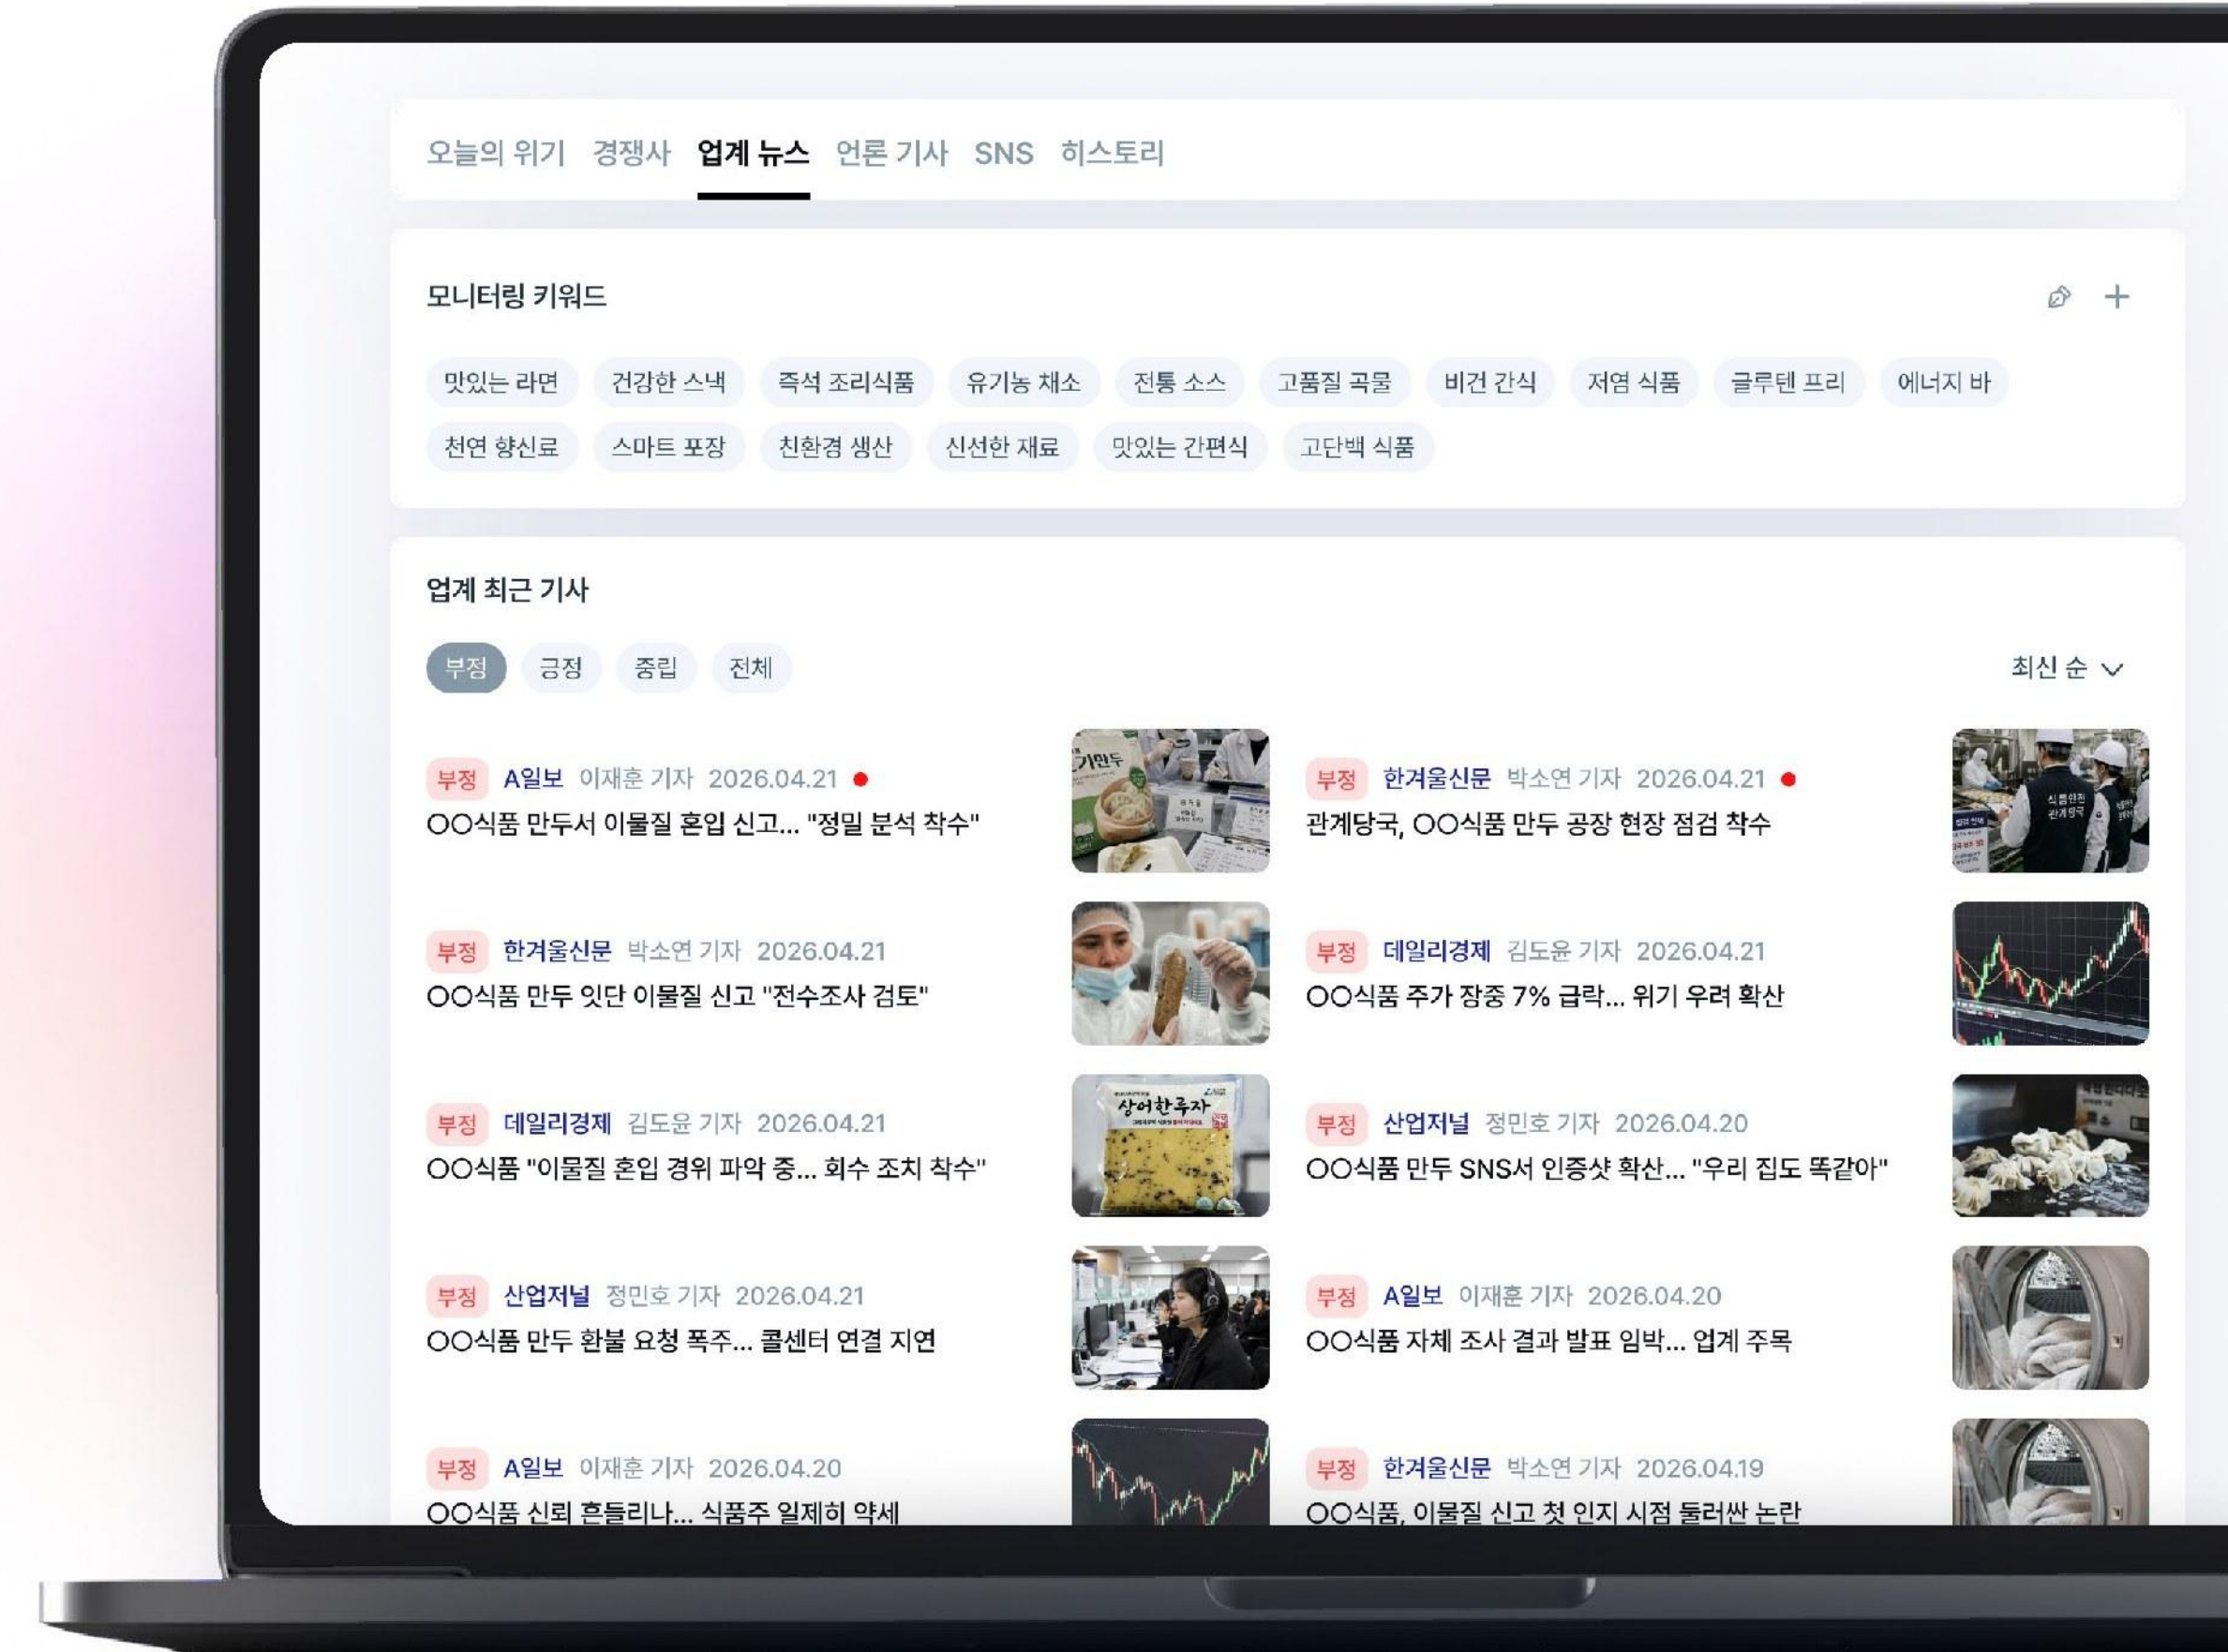 오늘의 위기 경쟁사 업계 뉴스 언론 기사 SNS 히스토리
모니터링 키워드
맛있는 라면 건강한 스낵 즉석 조리식품 유기농 채소 전통 소스 고품질 곡물 비건 간식 저염 식품 글루텐 프리 에너지 바
천연 향신료 스마트 포장 친환경 생산 신선한 재료 맛있는 간편식 고단백 식품
업계 최근 기사
부정 긍정 중립 전체 최신 순
부정 A일보 이재훈 기자 2026.04.21
○○식품 만두서 이물질 혼입 신고... "정밀 분석 착수"
기만두
부정 한겨울신문 박소연 기자 2026.04.21
관계당국, ○○식품 만두 공장 현장 점검 착수
식품안전
관계당국
부정 한겨울신문 박소연 기자 2026.04.21
○○식품 만두 잇단 이물질 신고 "전수조사 검토"
부정 데일리경제 김도윤 기자 2026.04.21
○○식품 주가 장중 7% 급락... 위기 우려 확산
부정 데일리경제 김도윤 기자 2026.04.21
○○식품 "이물질 혼입 경위 파악 중... 회수 조치 착수"
상어한루자
부정 산업저널 정민호 기자 2026.04.20
○○식품 만두 SNS서 인증샷 확산... "우리 집도 똑같아"
부정 산업저널 정민호 기자 2026.04.21
○○식품 만두 환불 요청 폭주... 콜센터 연결 지연
부정 A일보 이재훈 기자 2026.04.20
○○식품 자체 조사 결과 발표 임박... 업계 주목
부정 A일보 이재훈 기자 2026.04.20
○○식품 신뢰 흔들리나... 식품주 일제히 약세
부정 한겨울신문 박소연 기자 2026.04.19
○○식품, 이물질 신고 첫 인지 시점 둘러싼 논란